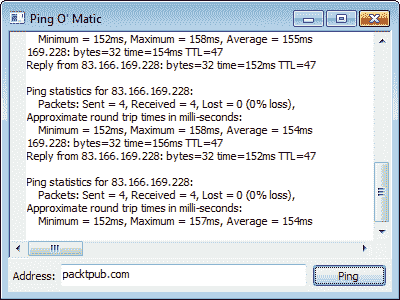 Ping O' Matic
Minimum = 152ms, Maximum = 158ms, Average = 155ms
169.228: bytes=32 time=154ms TTL=47
Reply from 83.166.169.228: bytes=32 time=152ms TTL=47
Ping statistics for 83.166.169.228:
Packets: Sent = 4, Received = 4, Lost = 0 (0% loss),
Approximate round trip times in milli-seconds:
Minimum = 152ms, Maximum = 158ms, Average = 154ms
169.228: bytes=32 time=156ms TTL=47
Reply from 83.166.169.228: bytes=32 time=152ms TTL=47
Ping statistics for 83.166.169.228:
Packets: Sent = 4, Received = 4, Lost = 0 (0% loss),
Approximate round trip times in milli-seconds:
Minimum = 152ms, Maximum = 157ms, Average = 154ms
Address: packtpub.com Ping